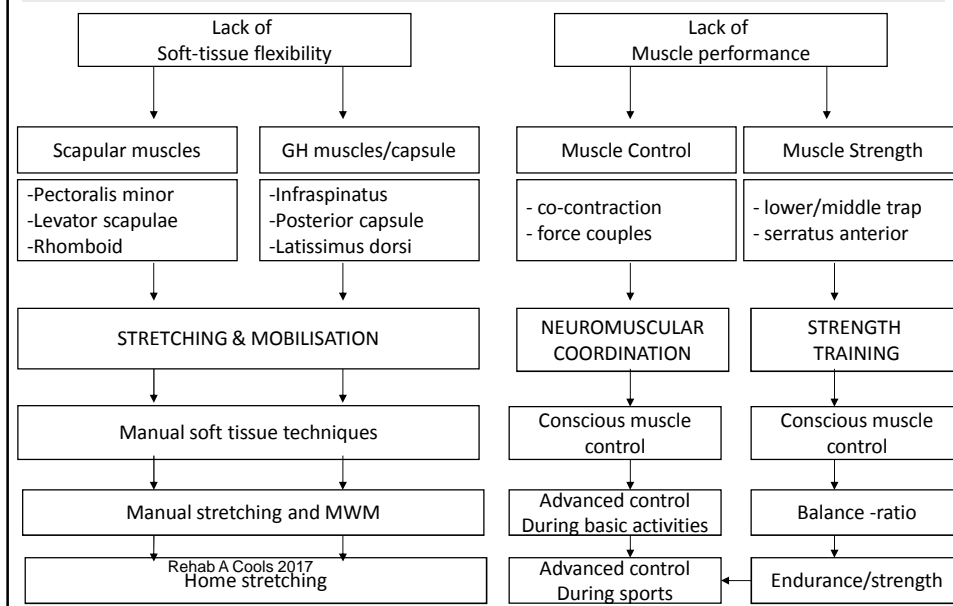 Lack of
Soft-tissue flexibility
Lack of
Muscle performance
Scapular muscles
GH muscles/capsule
Muscle Control
Muscle Strength
-Pectoralis minor
-Levator scapulae
-Rhomboid
-Infraspinatus
-Posterior capsule
-Latissimus dorsi
- co-contraction
- force couples
- lower/middle trap
- serratus anterior
STRETCHING & MOBILISATION
NEUROMUSCULAR
COORDINATION
STRENGTH
TRAINING
Manual soft tissue techniques
Conscious muscle
control
Conscious muscle
control
Manual stretching and MWM
Advanced control
During basic activities
Balance -ratio
Rehab A Cools 2017
Home stretching
Advanced control
During sports
Endurance/strength